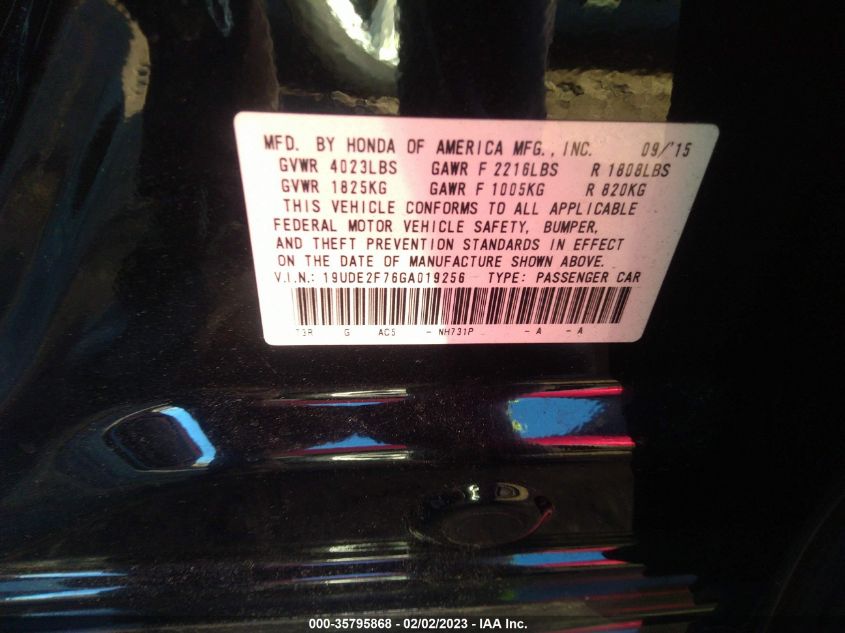 MFD. BY HONDA OF AMERICA MFG., INC. 09/'15
GVWR 4023LBS GAWR F 2216LBS R 1808LBS
GVWR 1825KG GAWR F 1005KG R 820KG
THIS VEHICLE CONFORMS TO ALL APPLICABLE
FEDERAL MOTOR VEHICLE SAFETY, BUMPER,
AND THEFT PREVENTION STANDARDS IN EFFECT
ON THE DATE OF MANUFACTURE SHOWN ABOVE.
V.I.N.: 19UDE2F76GA019256 TYPE: PASSENGER CAR
T3R G AC5 - NH731P - A - A
000-35795868 - 02/02/2023 - IAA Inc.